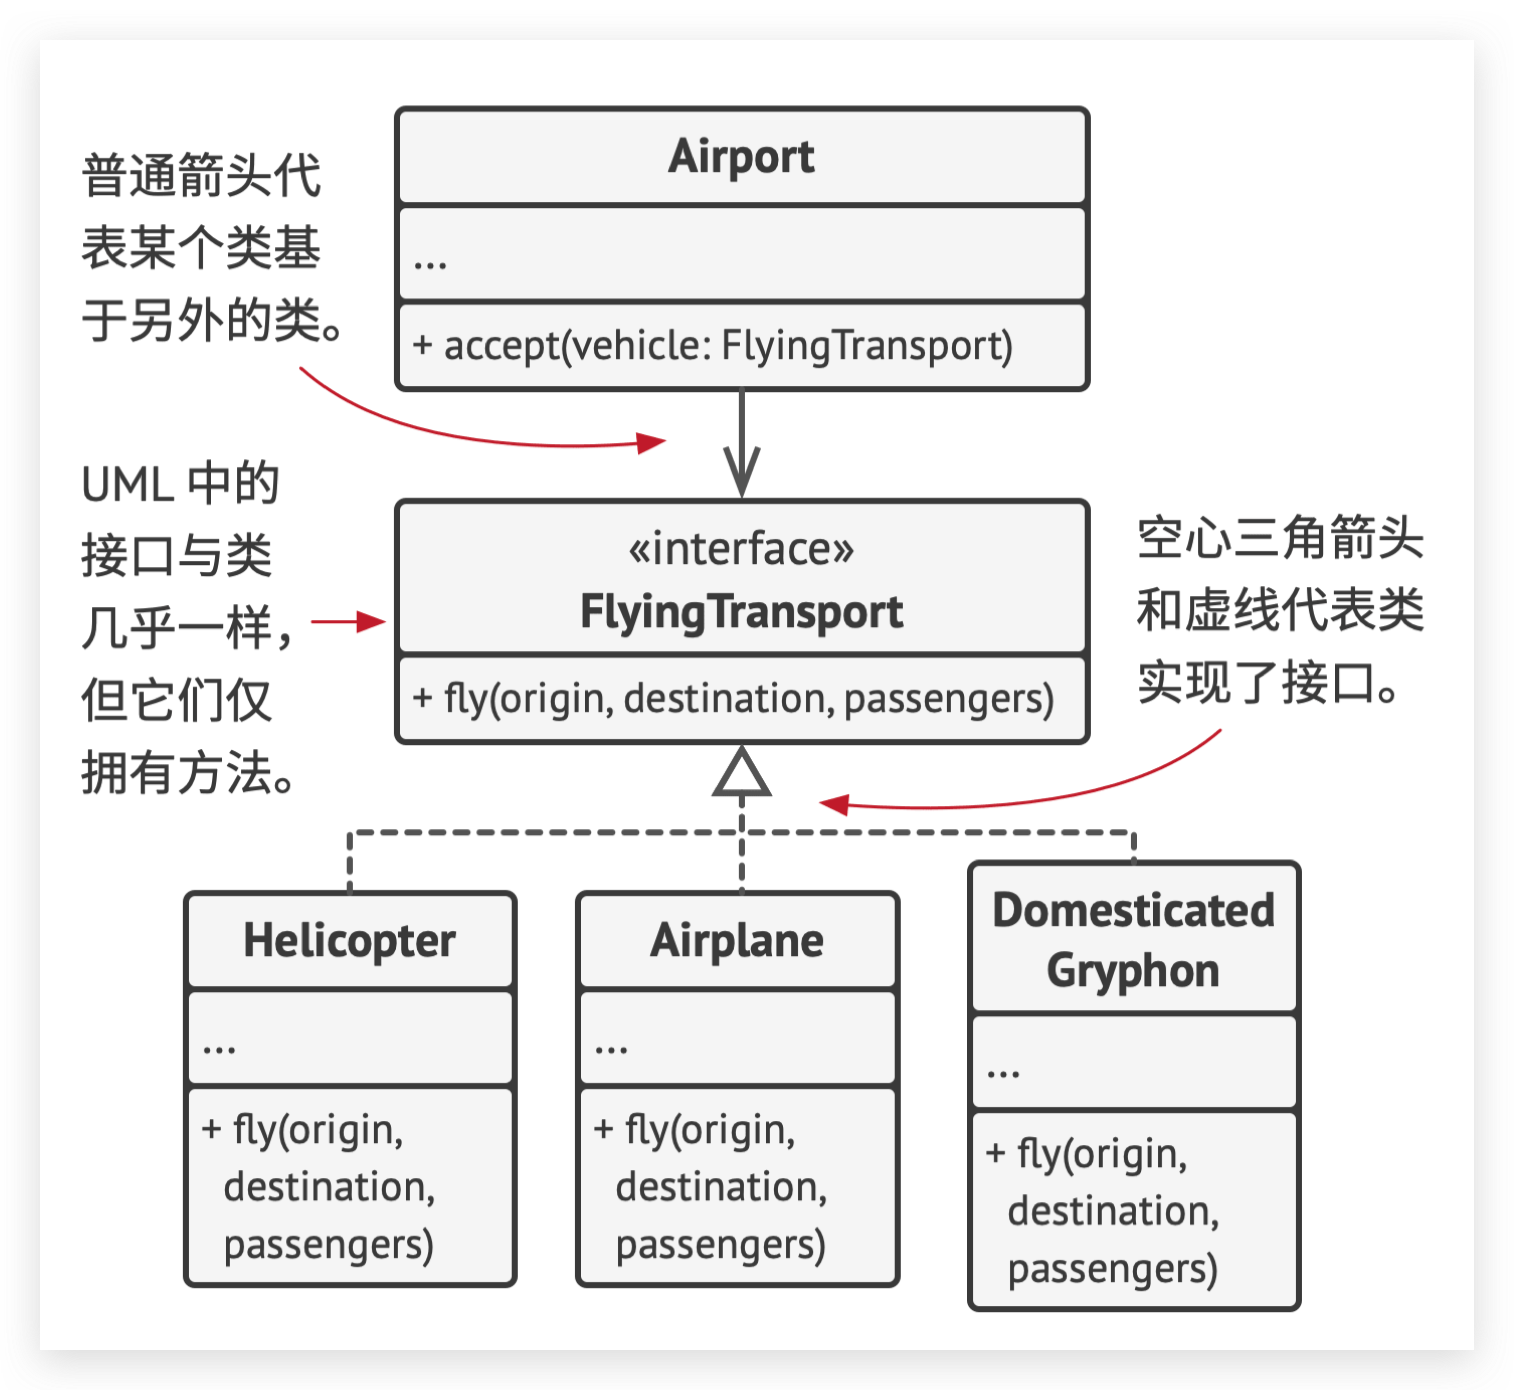 普通箭头代
表某个类基
于另外的类。
Airport
...
+ accept(vehicle: FlyingTransport)
UML 中的
接口与类
几乎一样，
但它们仅
拥有方法。
«interface»
FlyingTransport
+ fly(origin, destination, passengers)
空心三角箭头
和虚线代表类
实现了接口。
Helicopter
...
+ fly(origin,
destination,
passengers)
Airplane
...
+ fly(origin,
destination,
passengers)
Domesticated
Gryphon
...
+ fly(origin,
destination,
passengers)